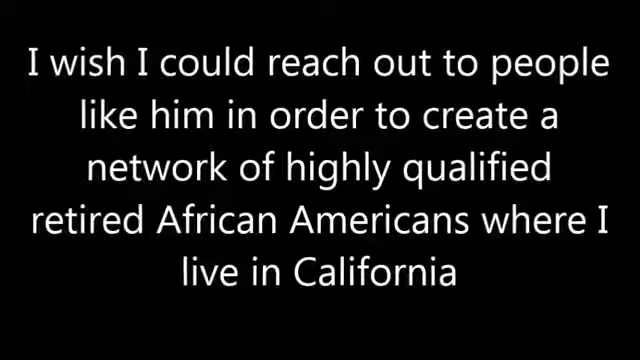 I wish I could reach out to people
like him in order to create a
network of highly qualified
retired African Americans where I
live in California